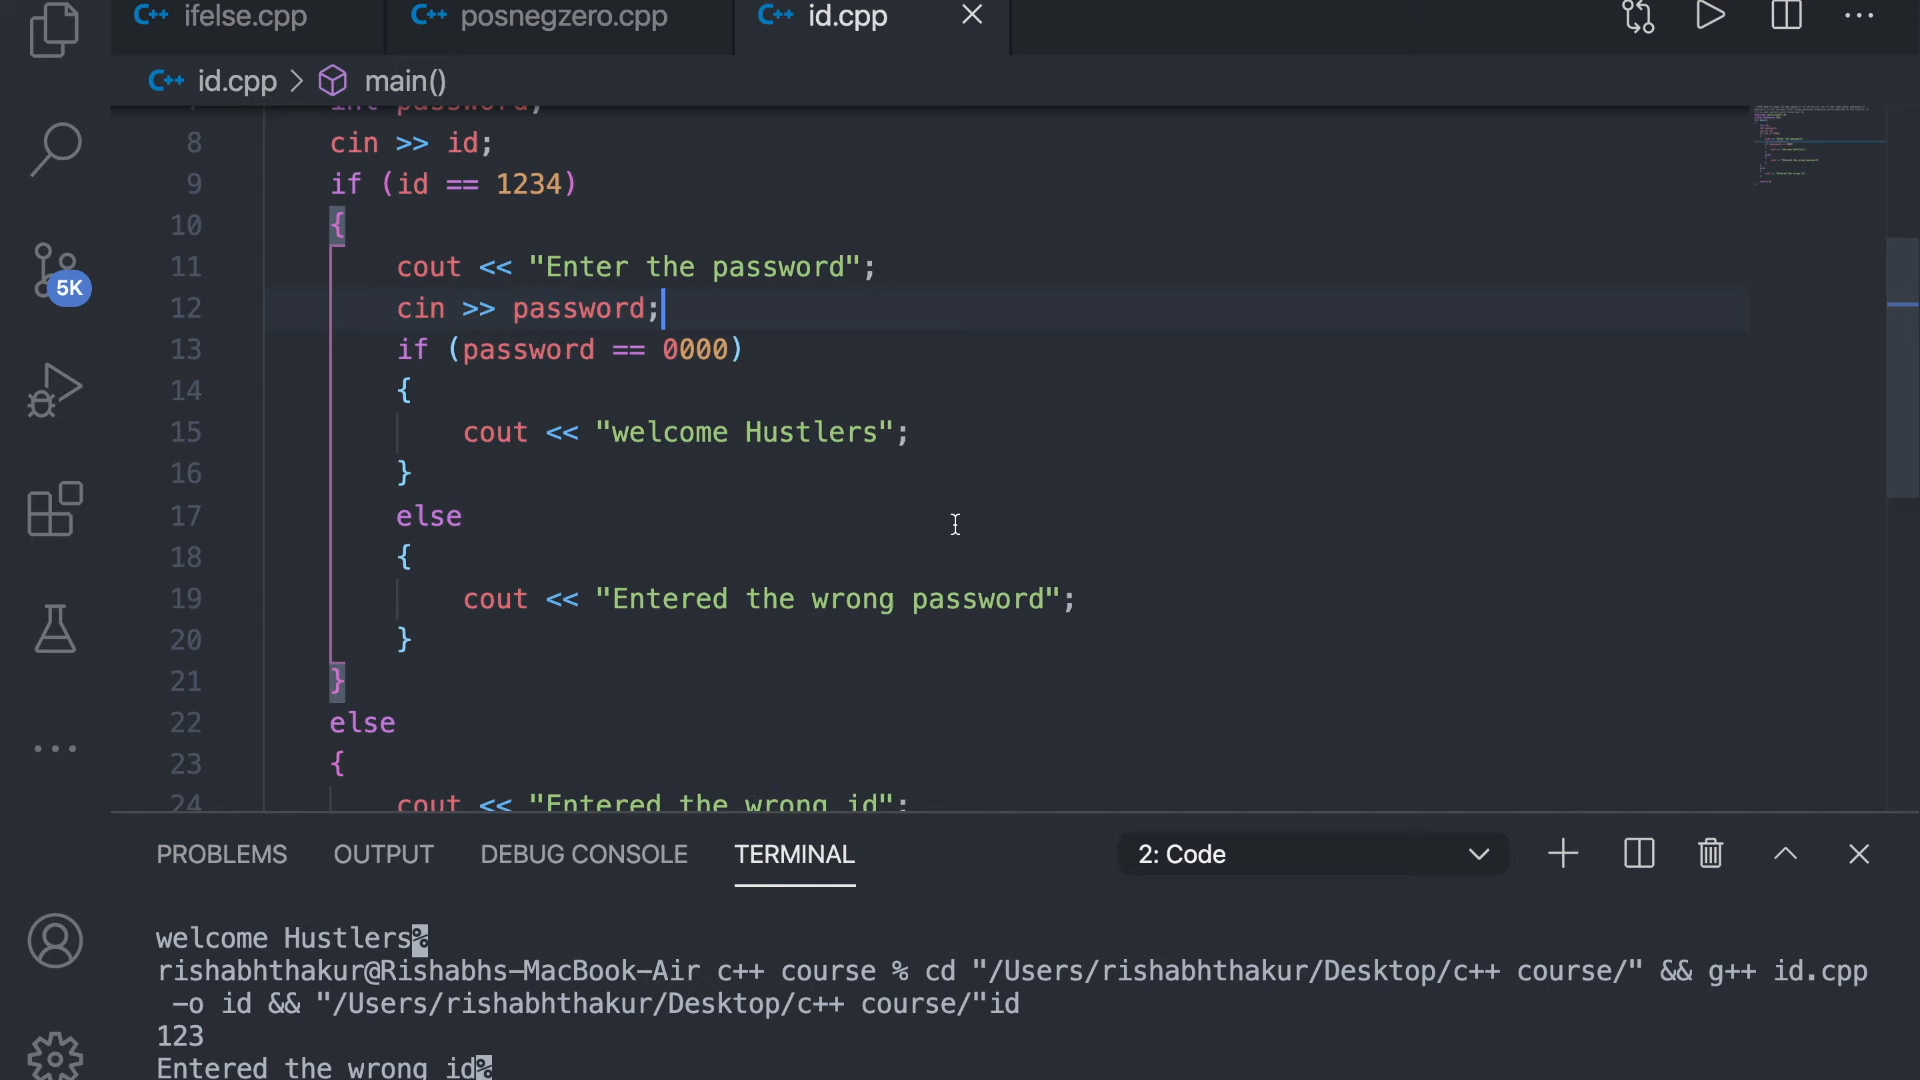 ifelse.cpp posnegzero.cpp id.cpp
id.cpp > main()
7 int password;
8 cin >> id;
9 if (id == 1234)
10 {
11 cout << "Enter the password";
12 cin >> password;
13 if (password == 0000)
14 {
15 cout << "welcome Hustlers";
16 }
17 else
18 {
19 cout << "Entered the wrong password";
20 }
21 }
22 else
23 {
24 cout << "Entered the wrong id";
5K
PROBLEMS OUTPUT DEBUG CONSOLE TERMINAL 2: Code
welcome Hustlers%
rishabhthakur@Rishabhs-MacBook-Air c++ course % cd "/Users/rishabhthakur/Desktop/c++ course/" && g++ id.cpp
-o id && "/Users/rishabhthakur/Desktop/c++ course/"id
123
Entered the wrong id%